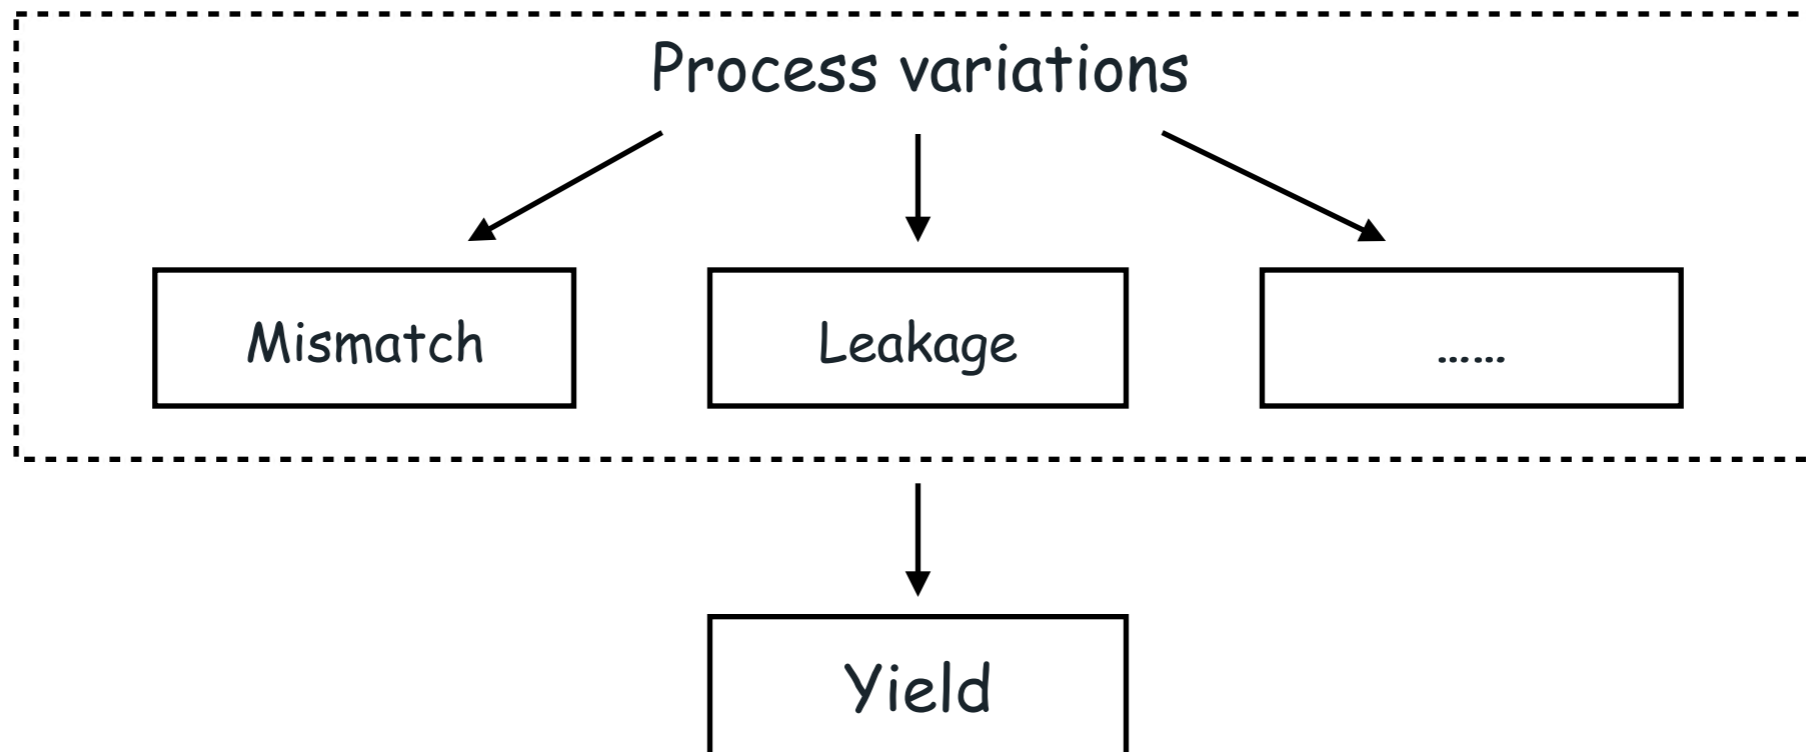 Process variations
Mismatch
Leakage
......
Yield